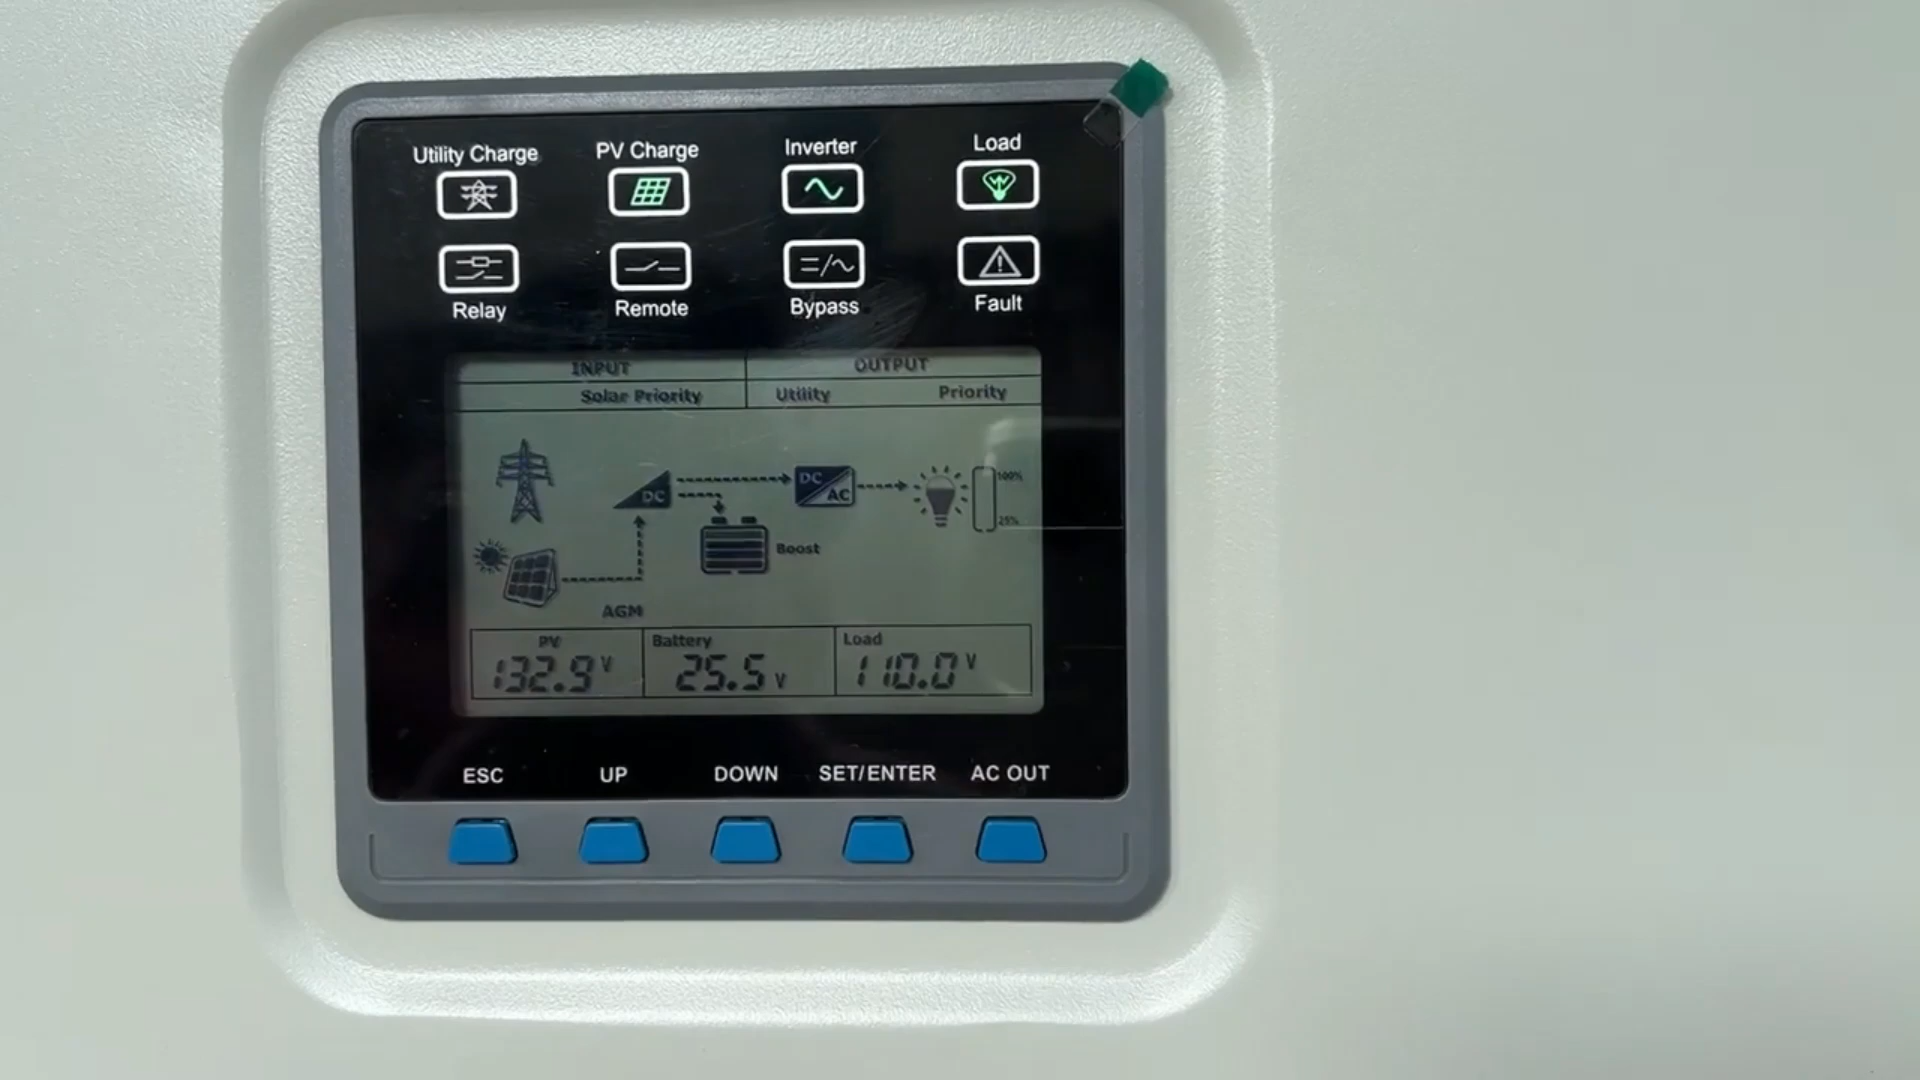 Utility Charge PV Charge Inverter Load
Relay Remote Bypass Fault
INPUT OUTPUT
Solar Priority Utility Priority
DC DC AC 100%
25%
Boost
AGM
PV Battery Load
132.9 V 25.5 V 110.0 V
ESC UP DOWN SET/ENTER AC OUT